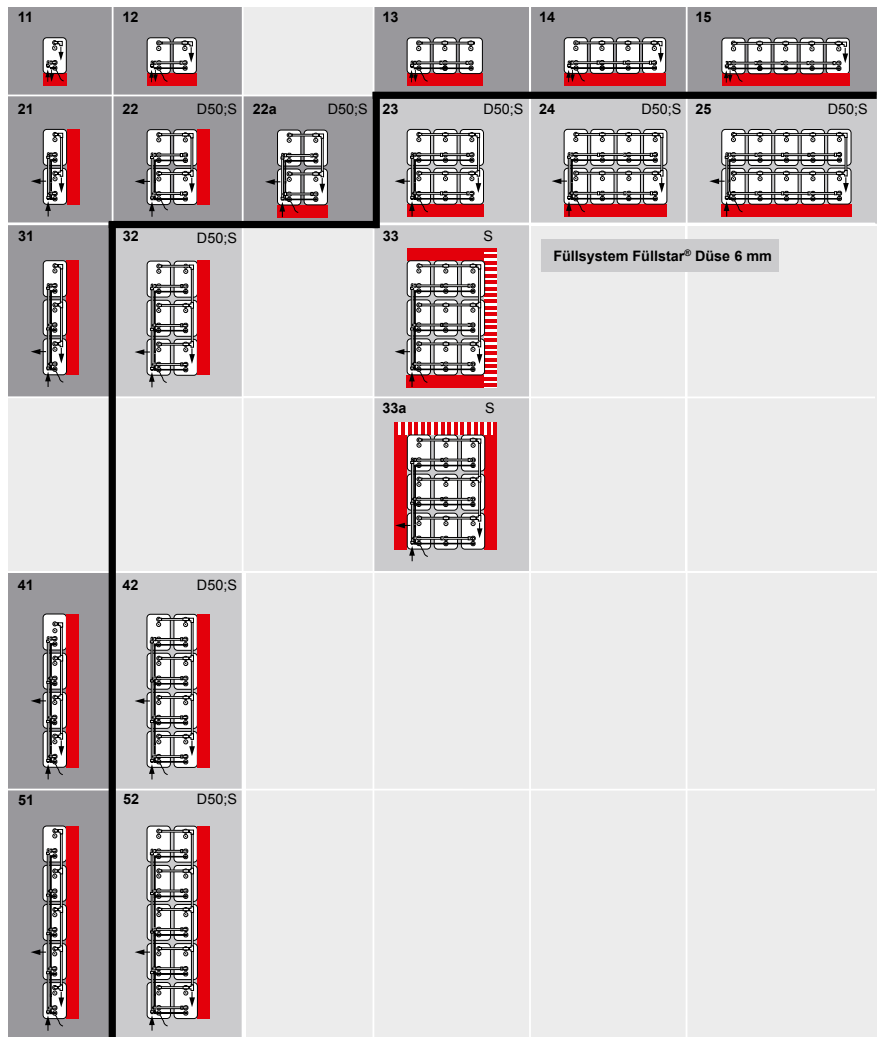 11 12 13 14 15
21 22 D50;S 22a D50;S 23 D50;S 24 D50;S 25 D50;S
31 32 D50;S 33 S
Füllsystem Füllstar® Düse 6 mm
33a S
41 42 D50;S
51 52 D50;S